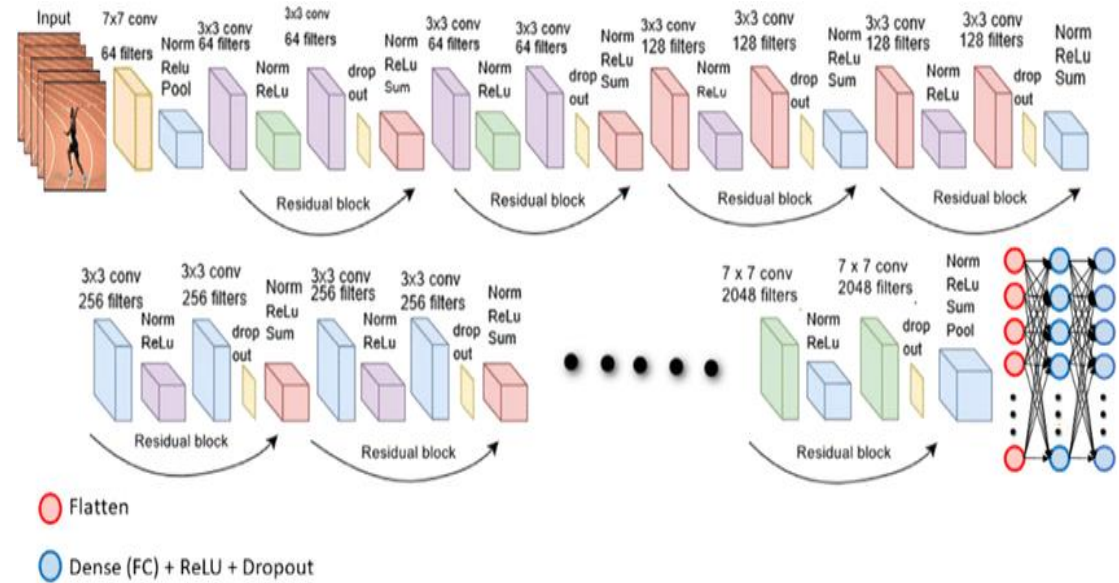 Input
7x7 conv
64 filters
Norm
Relu
Pool
3x3 conv
64 filters
Norm
ReLu
3x3 conv
64 filters
drop
out
Norm
ReLu
Sum
3x3 conv
64 filters
Norm
ReLu
3x3 conv
64 filters
drop
out
Norm
ReLu
Sum
3x3 conv
128 filters
Norm
ReLu
3x3 conv
128 filters
drop
out
Norm
ReLu
Sum
3x3 conv
128 filters
Norm
ReLu
3x3 conv
128 filters
drop
out
Norm
ReLu
Sum
Residual block
Residual block
Residual block
Residual block
3x3 conv
256 filters
Norm
ReLu
3x3 conv
256 filters
drop
out
Norm
ReLu
Sum
3x3 conv
256 filters
Norm
ReLu
3x3 conv
256 filters
drop
out
Norm
ReLu
Sum
7 x 7 conv
2048 filters
Norm
ReLu
7 x 7 conv
2048 filters
drop
out
Norm
ReLu
Sum
Pool
Residual block
Residual block
Residual block
Flatten
Dense (FC) + ReLU + Dropout